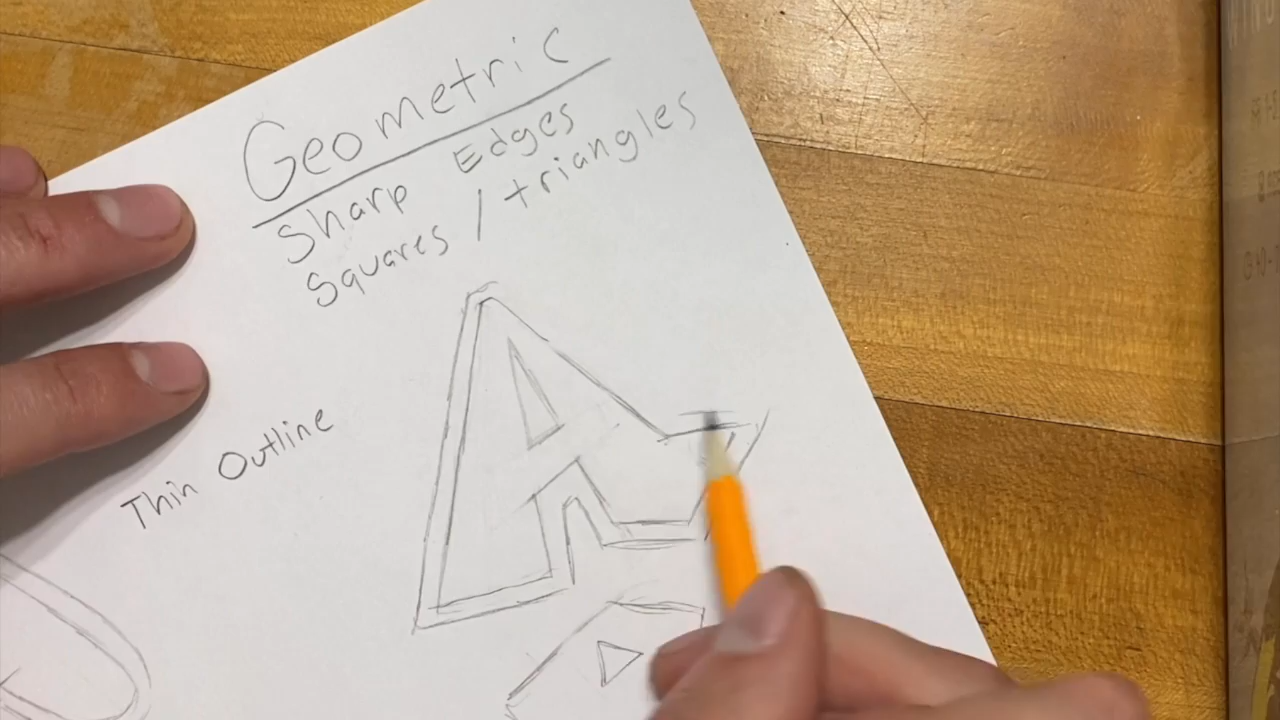 Geometric
Sharp Edges
Squares / triangles
Thin Outline
A